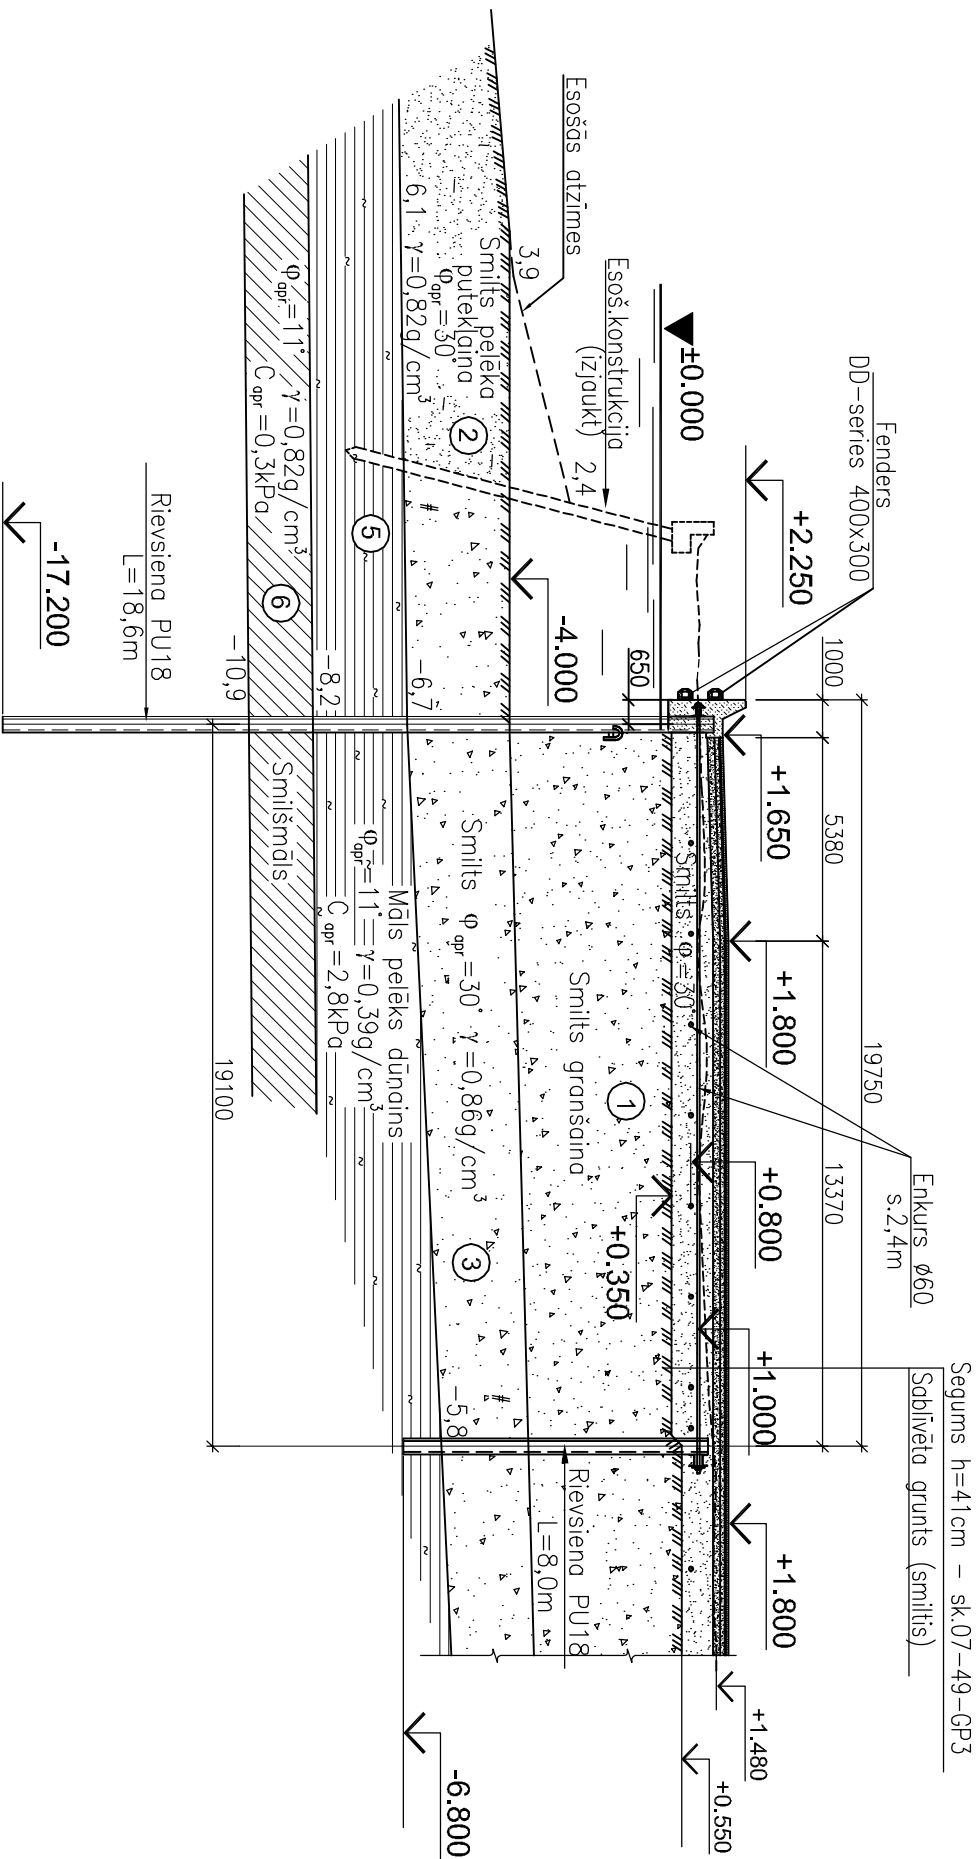 Fenders
DD-series 400x300
+2.250
±0.000
Esoš.konstrukcija
(izjaukt)
Esošās atzīmes
3,9
2,4
1000
5380
13370
19750
650
+1.650
+1.800
+0.800
+1.000
+1.800
+0.350
Enkurs ø60
s.2,4m
Segums h=41cm - sk.07-49-GP3
Sablīvēta grunts (smiltis)
+1.480
+0.550
-6.800
-4.000
Smilts φ=30°
Smilts pelēka
putekļaina
φapr=30°
6,1 γ=0,82g/cm³
2
1
Smilts granšaina
Smilts φapr=30° γ=0,86g/cm³
3
-6,7
-5,8
Rievsiena PU18
L=8,0m
5
Māls pelēks dūņains
φapr=11° γ=0,39g/cm³
Capr=2,8kPa
-8,2
φapr=11° γ=0,82g/cm³
Capr=0,3kPa
6
Smilšmāls
-10,9
19100
Rievsiena PU18
L=18,6m
-17.200